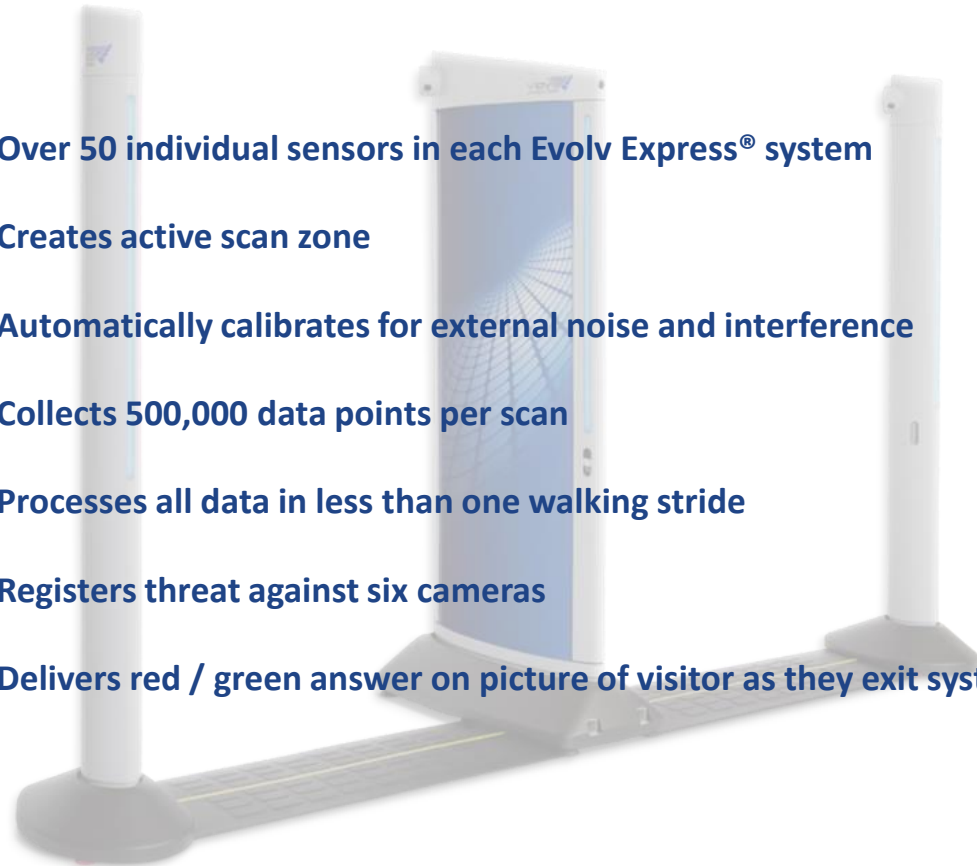 Over 50 individual sensors in each Evolv Express® system
Creates active scan zone
Automatically calibrates for external noise and interference
Collects 500,000 data points per scan
Processes all data in less than one walking stride
Registers threat against six cameras
Delivers red / green answer on picture of visitor as they exit syst